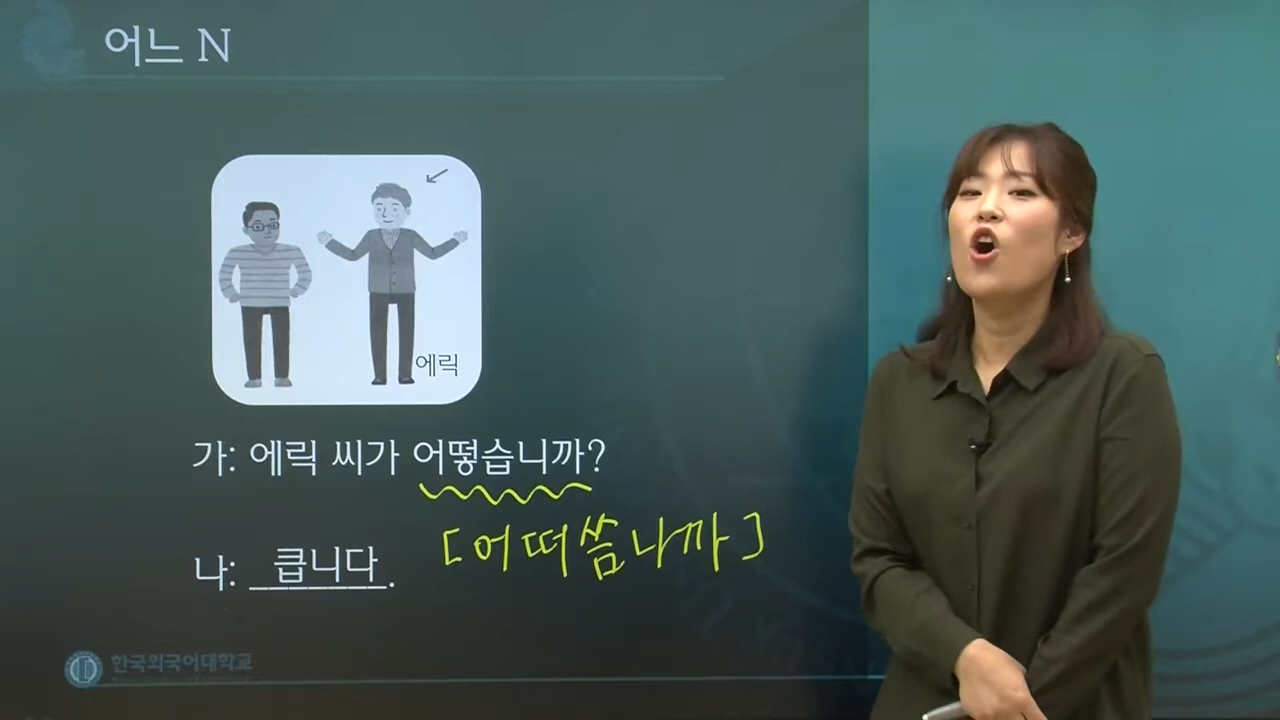 어느 N
에릭
가: 에릭 씨가 어떻습니까?
[어떠씀니까]
나: 큽니다.
한국외국어대학교